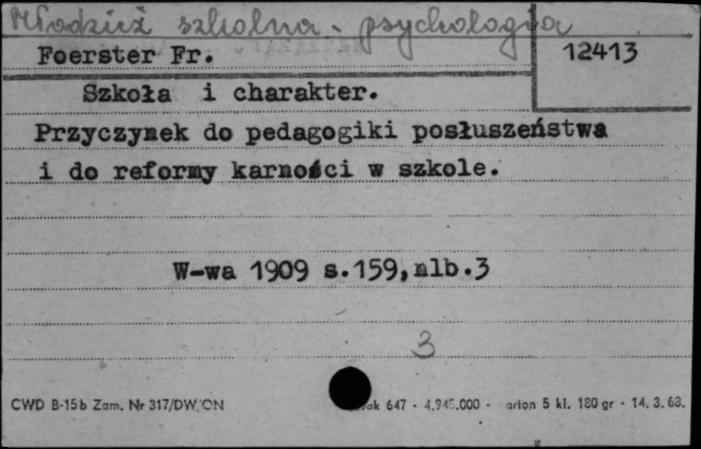 Młodzież szkolna - psychologia
Foerster Fr.
12413
Szkoła i charakter.
Przyczynek do pedagogiki posłuszeństwa
i do reformy karności w szkole.
W-wa 1909 s.159,nlb.3
3
CWD B-15b Zam. Nr 317/DW/ON
647 - 4.945.000 - 5 kl. 180 gr - 14. 3. 63.